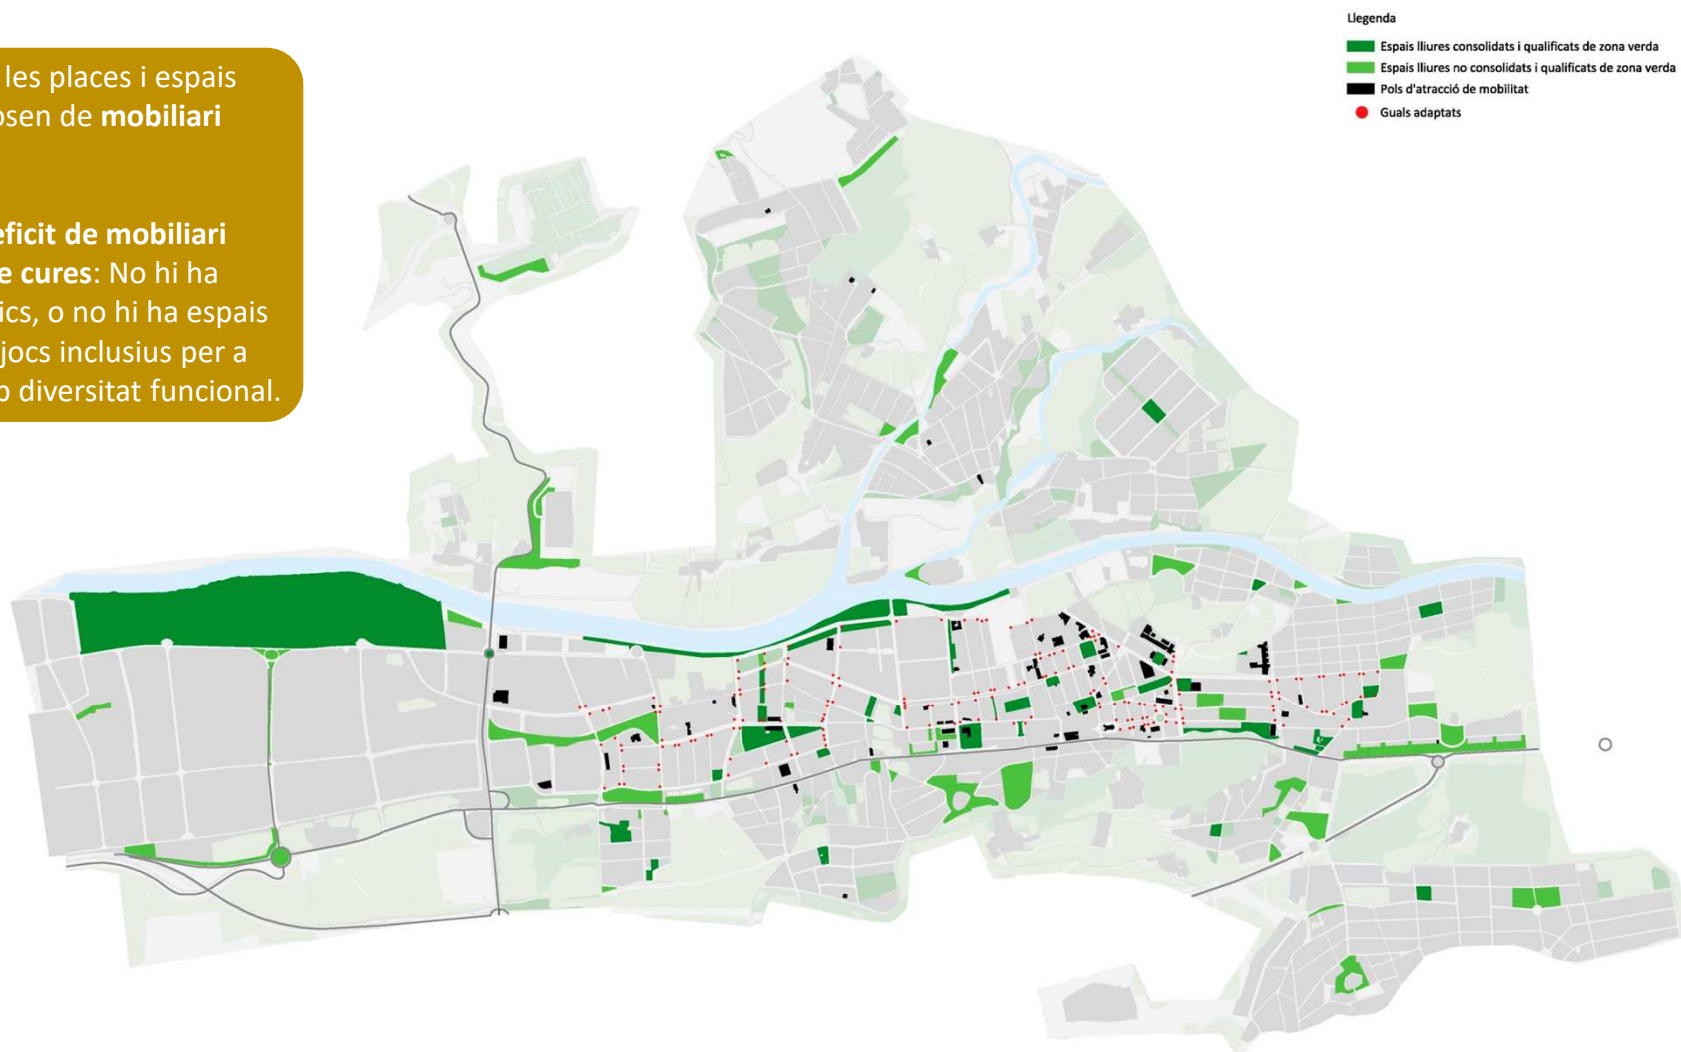 les places i espais
osen de mobiliari
eficit de mobiliari
e cures: No hi ha
ics, o no hi ha espais
jocs inclusius per a
b diversitat funcional.
Llegenda
Espais lliures consolidats i qualificats de zona verda
Espais lliures no consolidats i qualificats de zona verda
Pols d'atracció de mobilitat
Guals adaptats